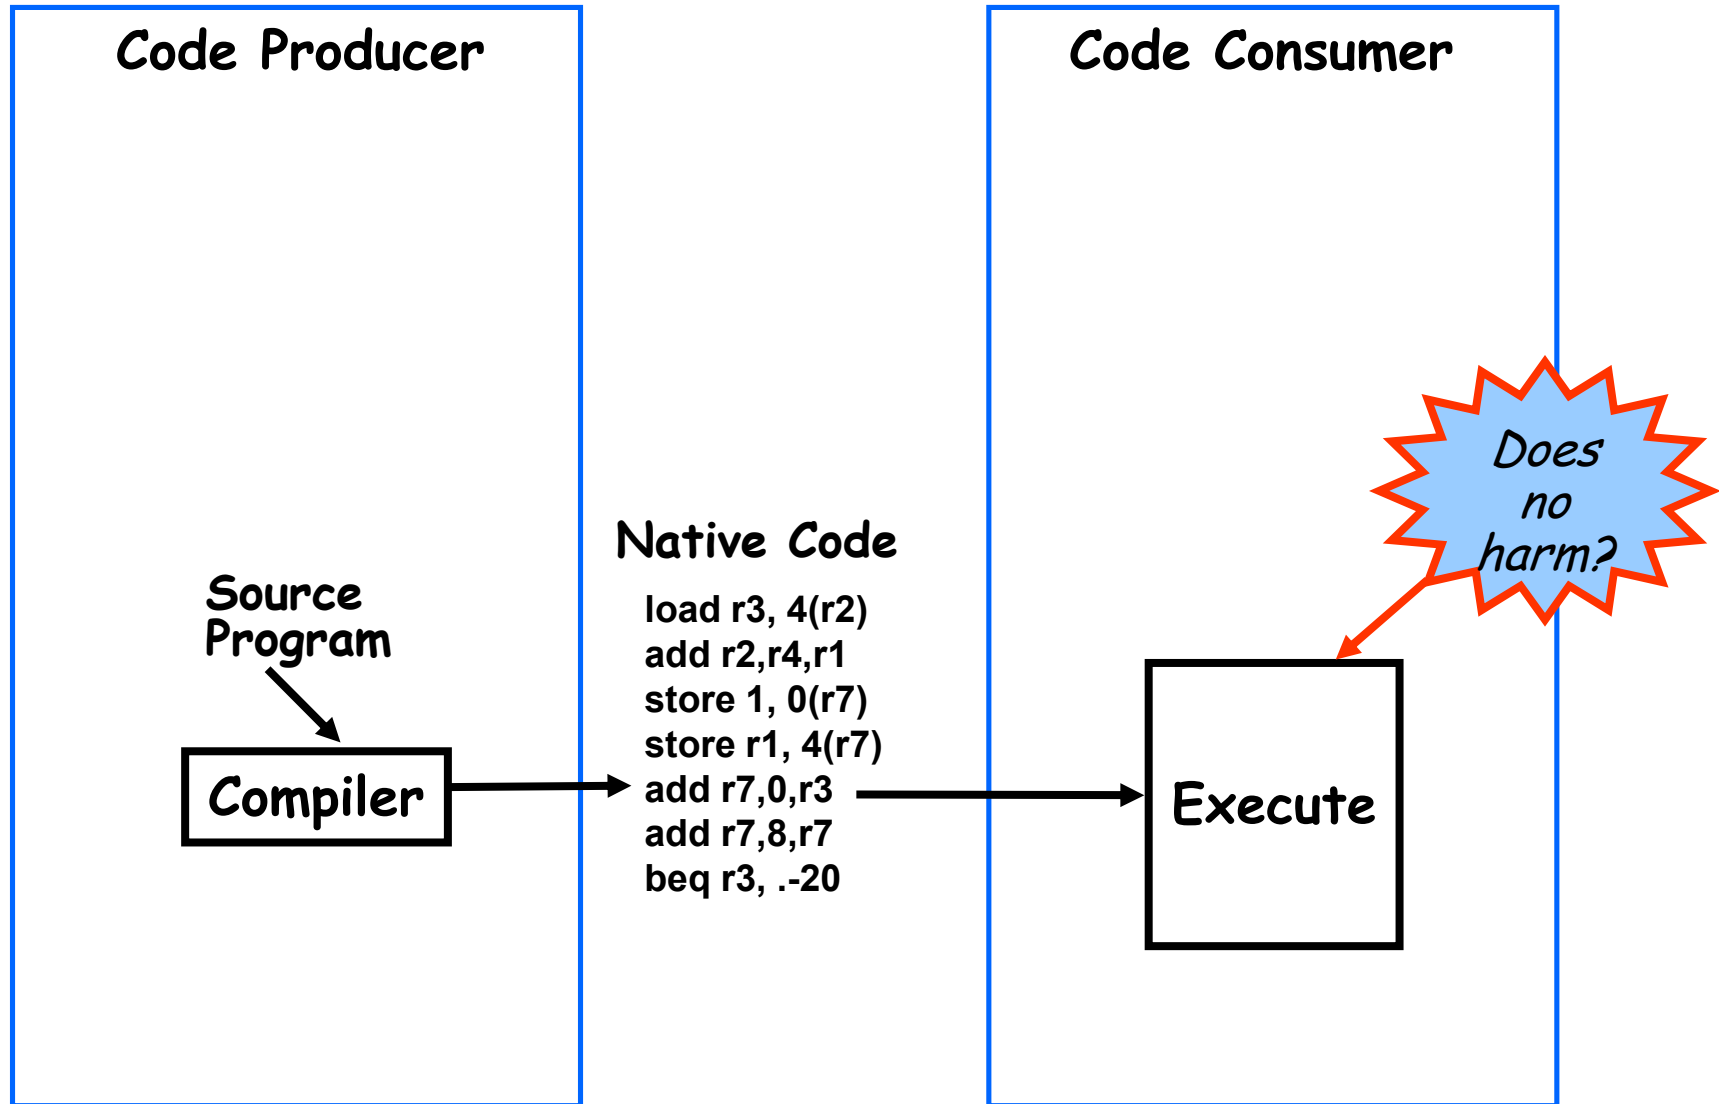 Code Producer
Code Consumer
Does
no
harm?
Native Code
Source
Program
load r3, 4(r2)
add r2,r4,r1
store 1, 0(r7)
store r1, 4(r7)
add r7,0,r3
add r7,8,r7
beq r3, .-20
Compiler
Execute